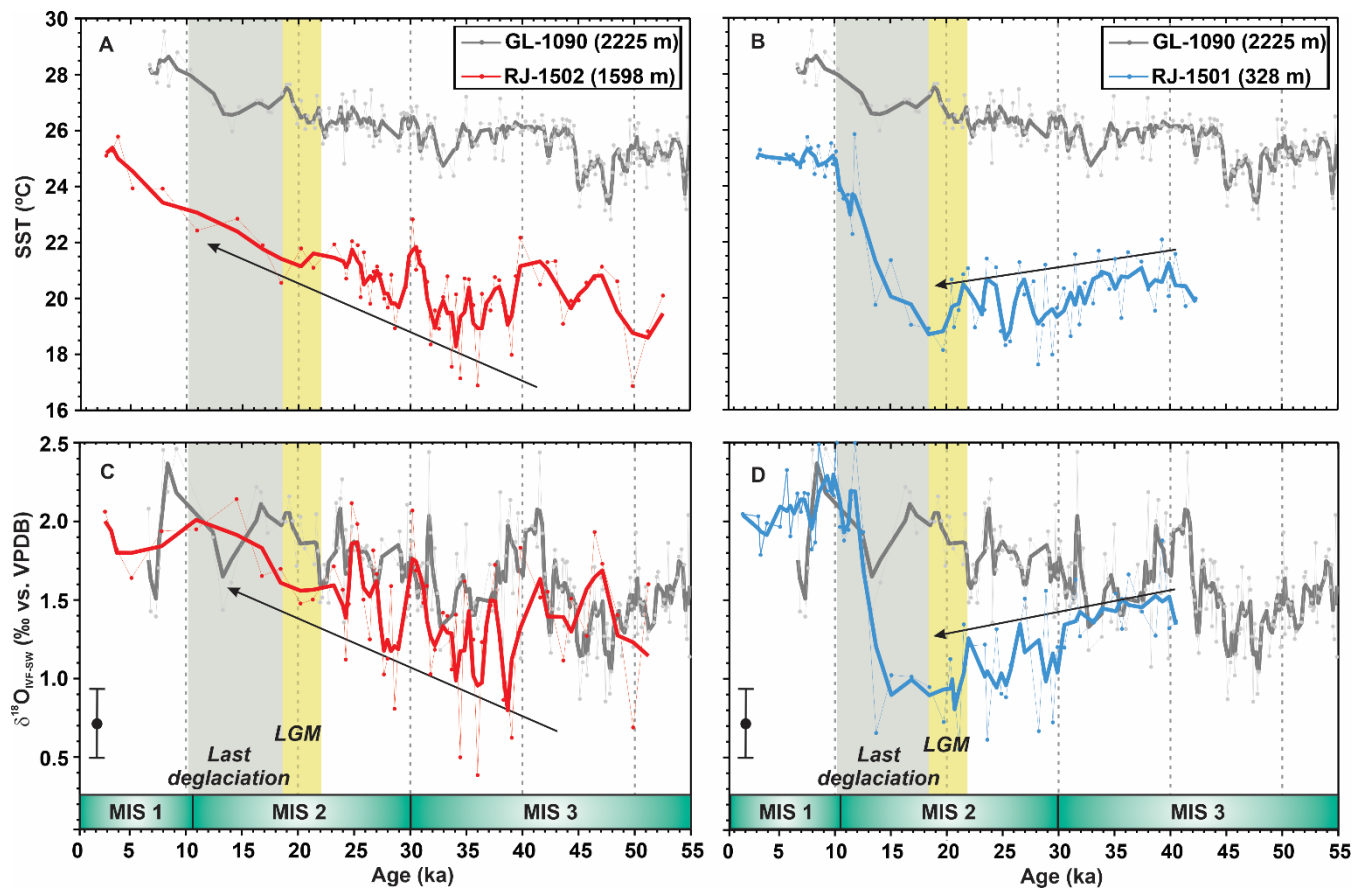 A
GL-1090 (2225 m)
RJ-1502 (1598 m)
SST (ºC)
30
28
26
24
22
20
18
16
B
GL-1090 (2225 m)
RJ-1501 (328 m)
C
δ18OIVF-SW (‰ vs. VPDB)
2.5
2.0
1.5
1.0
0.5
Last
deglaciation
LGM
MIS 1 MIS 2 MIS 3
0 5 10 15 20 25 30 35 40 45 50 55
Age (ka)
D
Last
deglaciation
LGM
MIS 1 MIS 2 MIS 3
0 5 10 15 20 25 30 35 40 45 50 55
Age (ka)